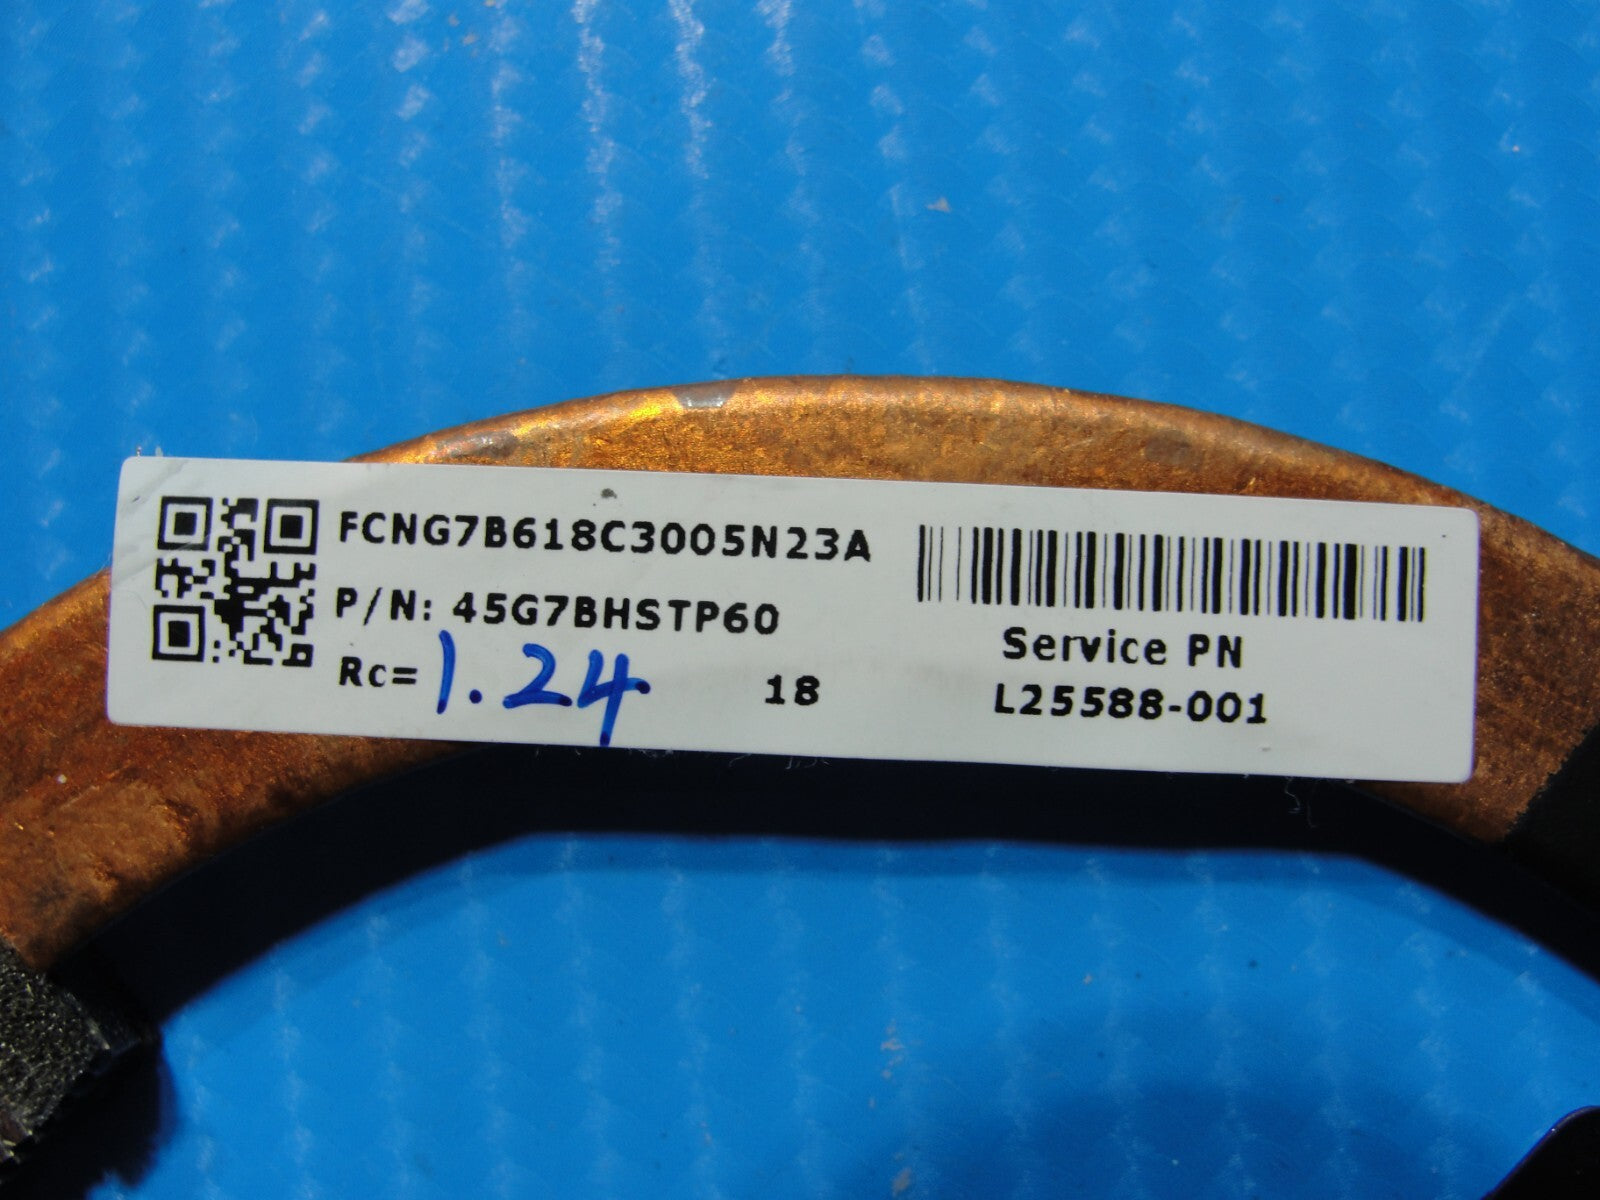 FCNG7B618C3005N23A
P/N: 45G7BHSTP60
Rc= 1.24 18
Service PN
L25588-001